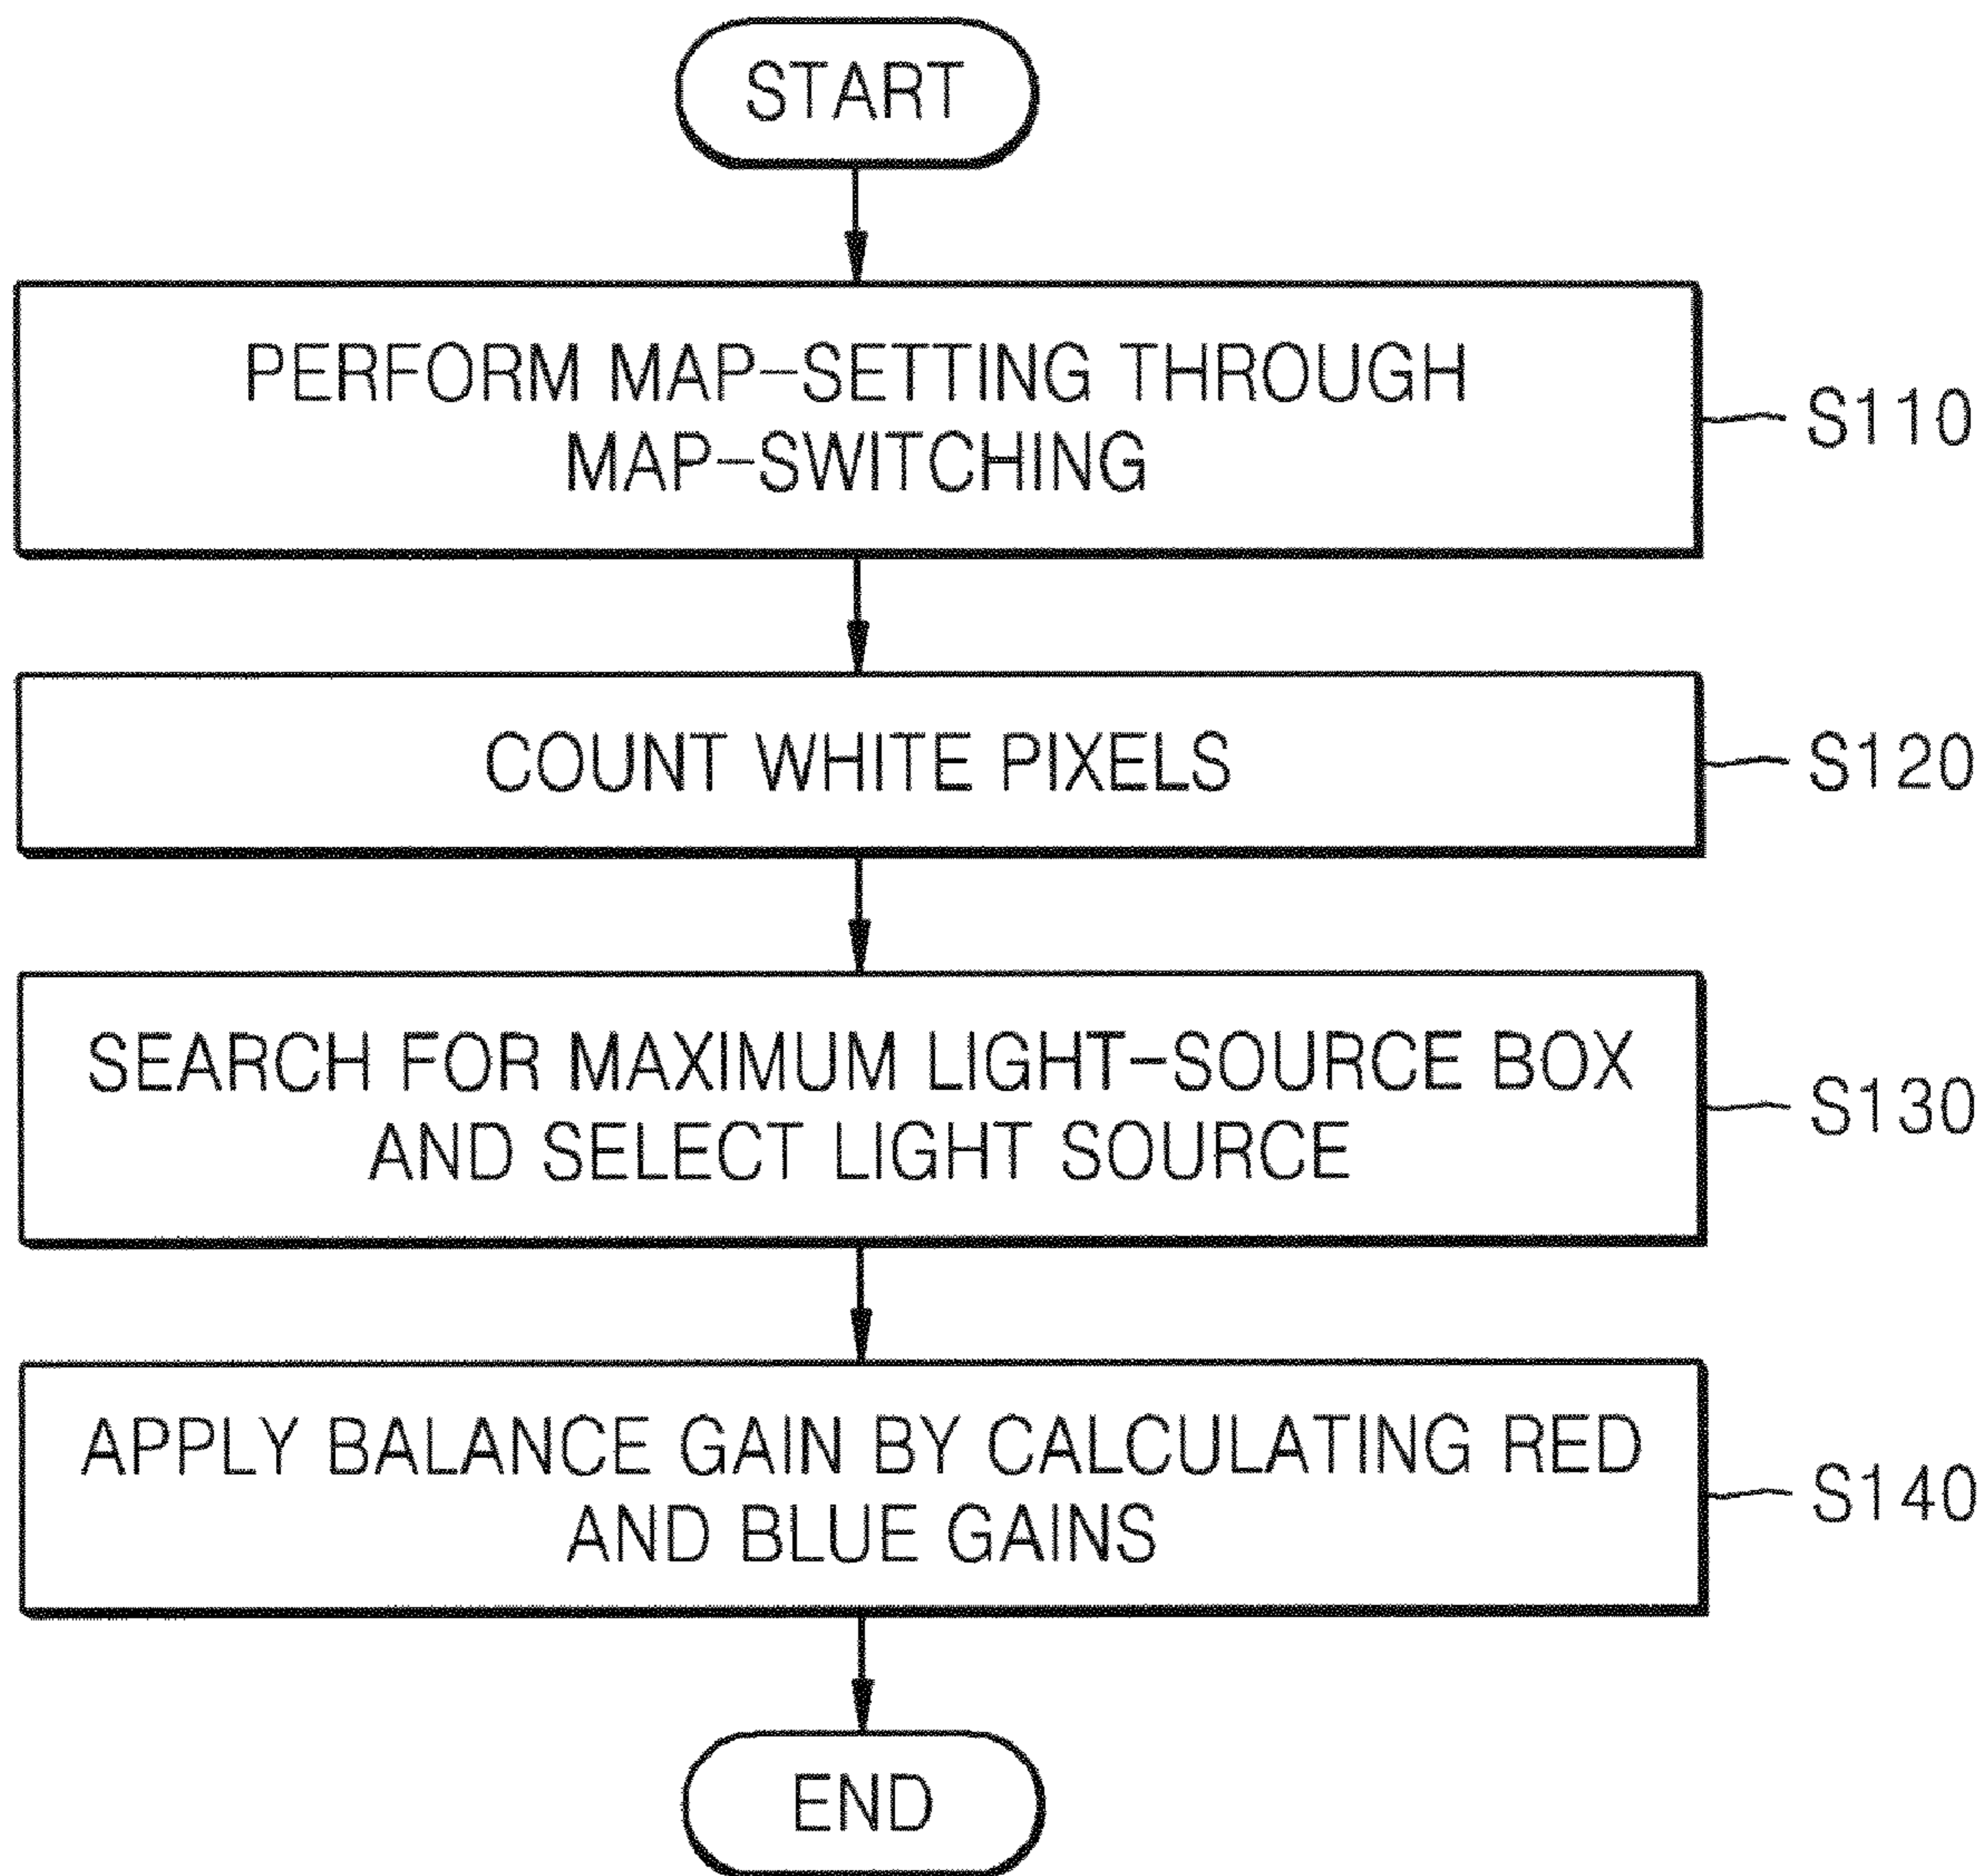 START
PERFORM MAP-SETTING THROUGH
MAP-SWITCHING
S110
COUNT WHITE PIXELS
S120
SEARCH FOR MAXIMUM LIGHT-SOURCE BOX
AND SELECT LIGHT SOURCE
S130
APPLY BALANCE GAIN BY CALCULATING RED
AND BLUE GAINS
S140
END